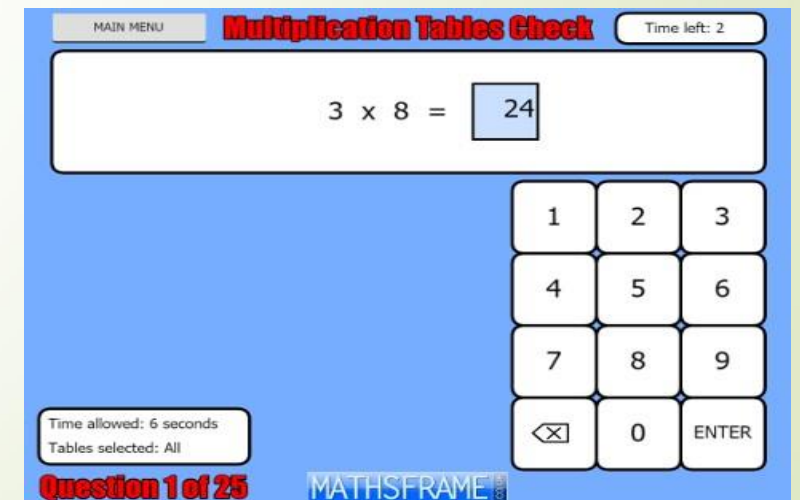 MAIN MENU
Multiplication Tables Check
Time left: 2
3 x 8 = 24
1 2 3
4 5 6
7 8 9
0 ENTER
Time allowed: 6 seconds
Tables selected: All
Question 1 of 25
MATHSFRAME